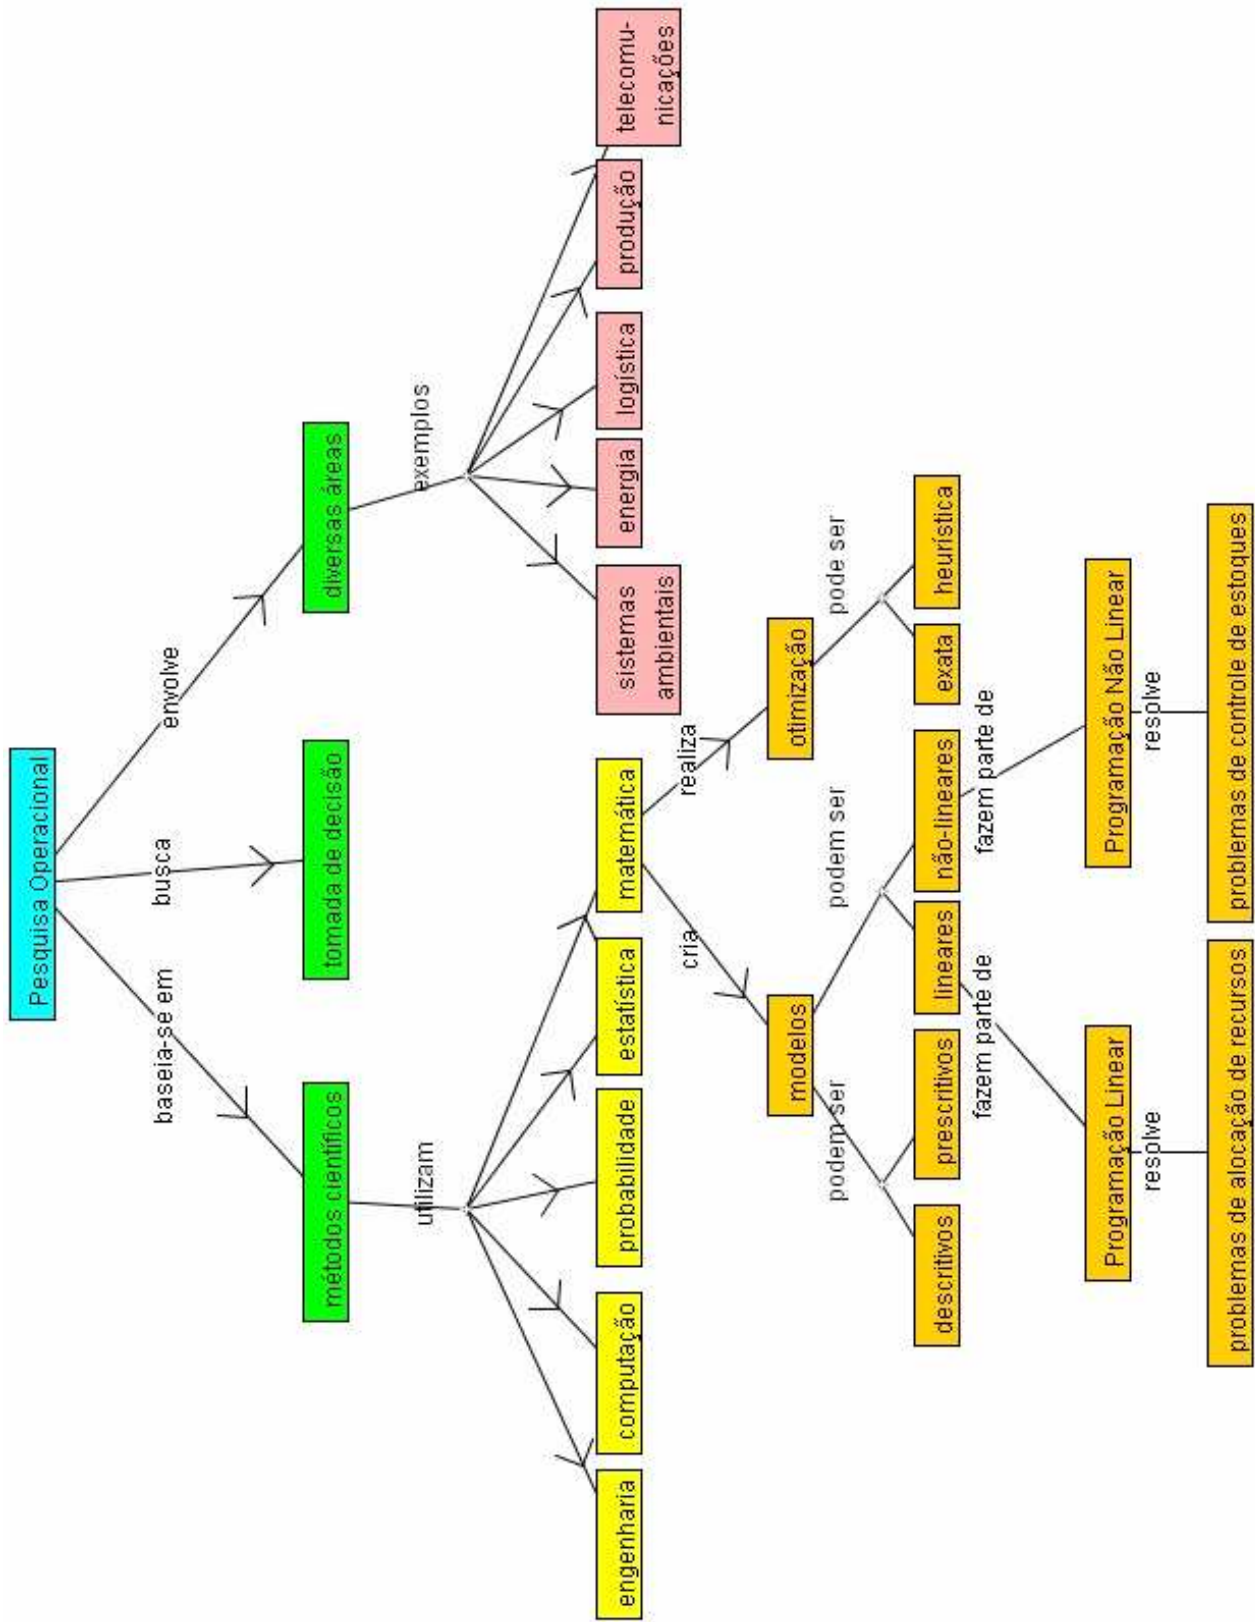 Pesquisa Operacional
baseia-se em
busca
envolve
métodos científicos
tomada de decisão
diversas áreas
utilizam
exemplos
engenharia
computação
probabilidade
estatística
matemática
sistemas
ambientais
energia
logística
produção
telecomu-
nicações
cria
realiza
modelos
otimização
podem ser
podem ser
pode ser
descritivos
prescritivos
lineares
não-lineares
exata
heurística
fazem parte de
fazem parte de
Programação Linear
Programação Não Linear
resolve
resolve
problemas de alocação de recursos
problemas de controle de estoques